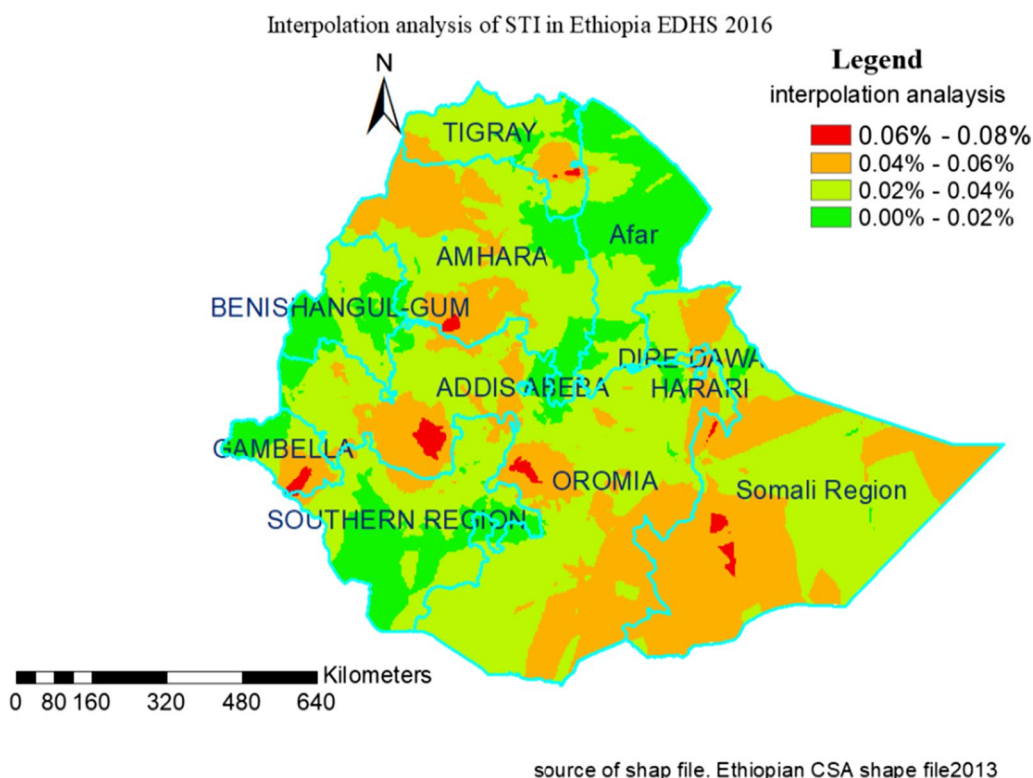 Interpolation analysis of STI in Ethiopia EDHS 2016
N
Legend
interpolation analaysis
0.06% - 0.08%
0.04% - 0.06%
0.02% - 0.04%
0.00% - 0.02%
TIGRAY
Afar
AMHARA
BENISHANGUL-GUM
DIRE DAWA
ADDIS ABEBA
HARARI
GAMBELLA
OROMIA
Somali Region
SOUTHERN REGION
Kilometers
0 80 160 320 480 640
source of shap file. Ethiopian CSA shape file2013